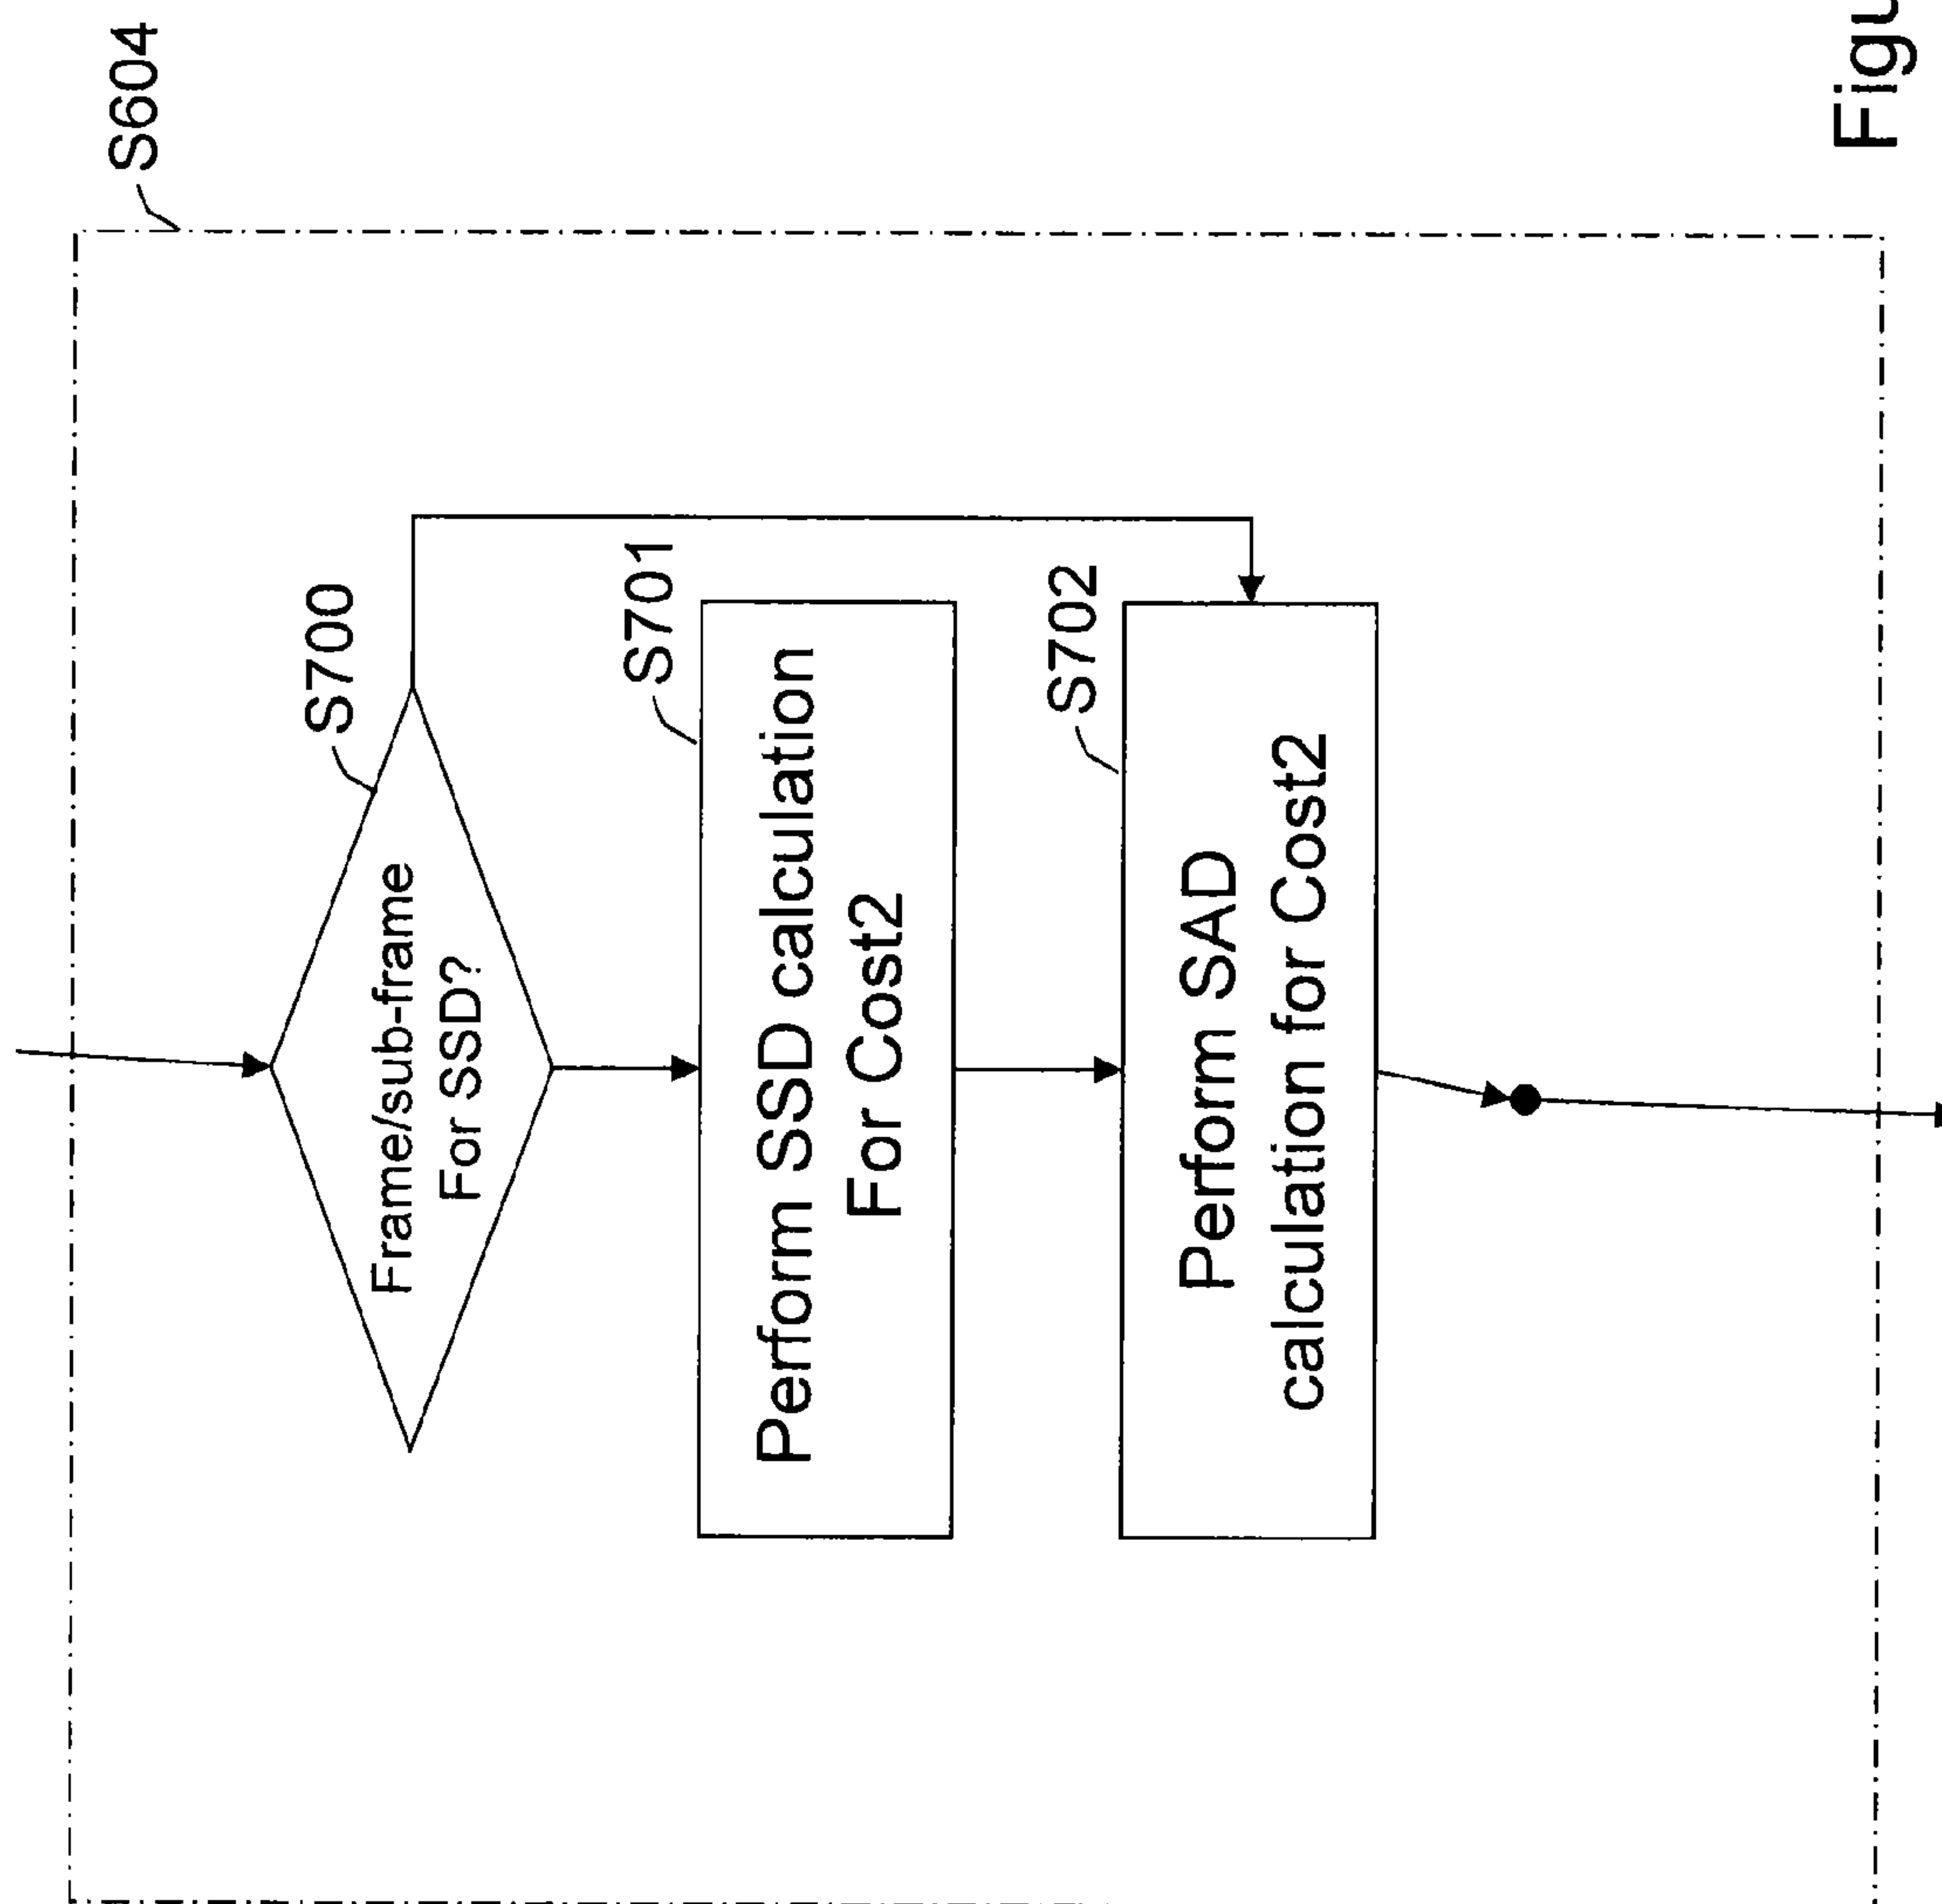 S604
S700
Frame/sub-frame
For SSD?
S701
Perform SSD calculation
For Cost2
S702
Perform SAD
calculation for Cost2
Figu